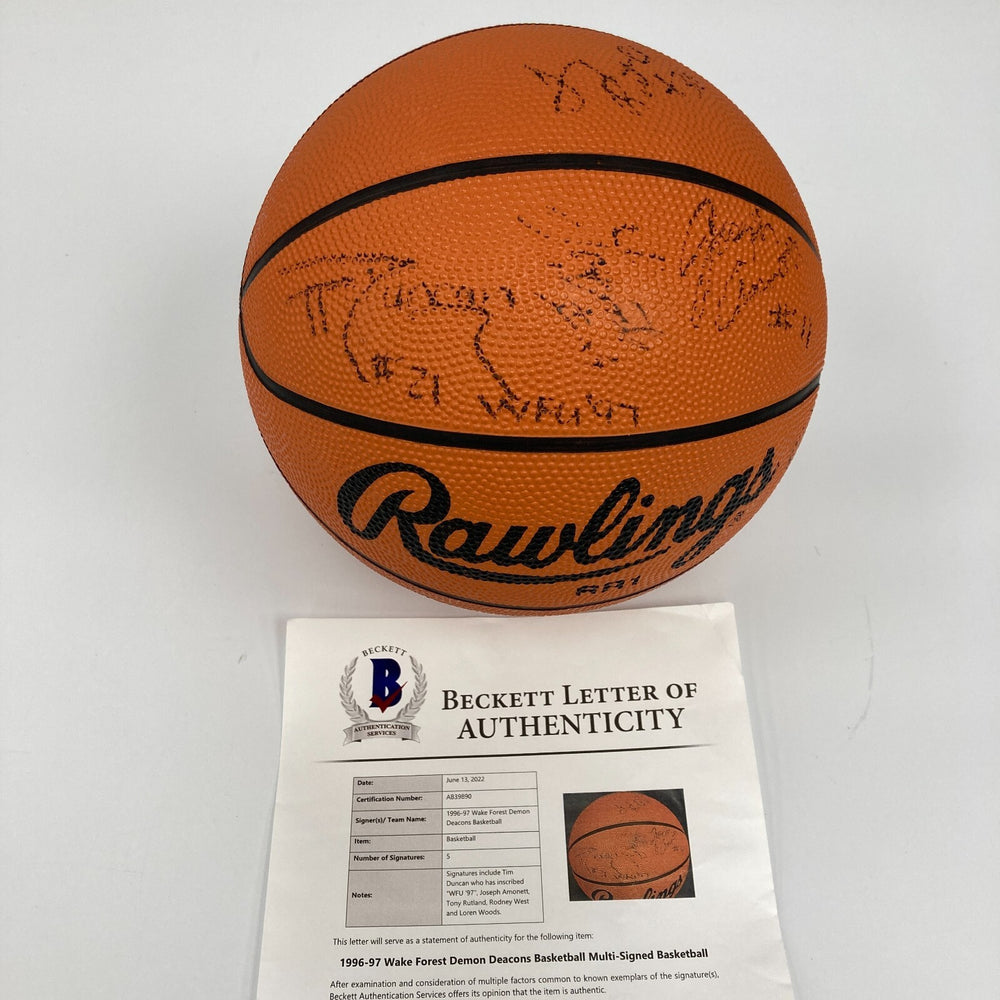 Tim Duncan
#21 WFU '97
Rawlings
BECKETT
B
AUTHENTICATION
SERVICES
BECKETT LETTER OF
AUTHENTICITY
Date: June 13, 2022
Certification Number: AB39890
Signer(s)/ Team Name: 1996-97 Wake Forest Demon
Deacons Basketball
Item: Basketball
Number of Signatures: 5
Notes: Signatures include Tim
Duncan who has inscribed
"WFU '97", Joseph Amonett,
Tony Rutland, Rodney West
and Loren Woods.
Rawlings
This letter will serve as a statement of authenticity for the following item:
1996-97 Wake Forest Demon Deacons Basketball Multi-Signed Basketball
After examination and consideration of multiple factors common to known exemplars of the signature(s),
Beckett Authentication Services offers its opinion that the item is authentic.